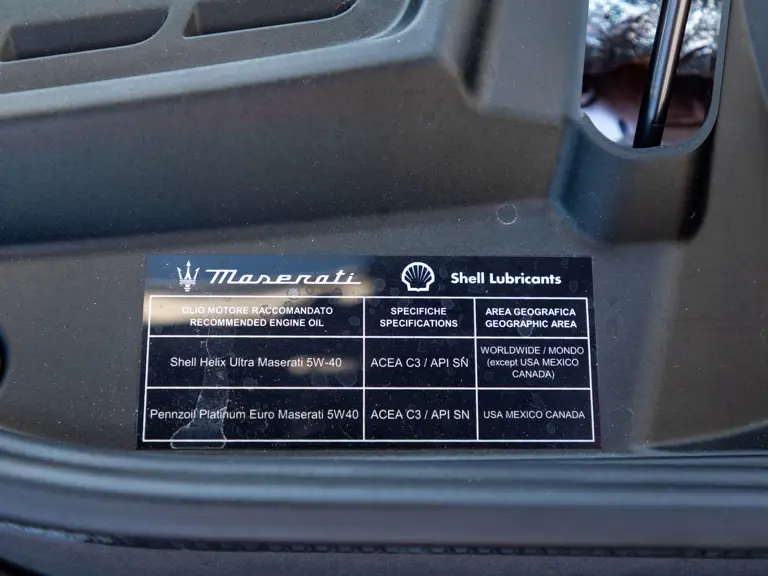 Maserati
Shell Lubricants
OLIO MOTORE RACCOMANDATO
RECOMMENDED ENGINE OIL
SPECIFICHE
SPECIFICATIONS
AREA GEOGRAFICA
GEOGRAPHIC AREA
Shell Helix Ultra Maserati 5W-40
ACEA C3 / API SN
WORLDWIDE / MONDO
(except USA MEXICO
CANADA)
Pennzoil Platinum Euro Maserati 5W40
ACEA C3 / API SN
USA MEXICO CANADA